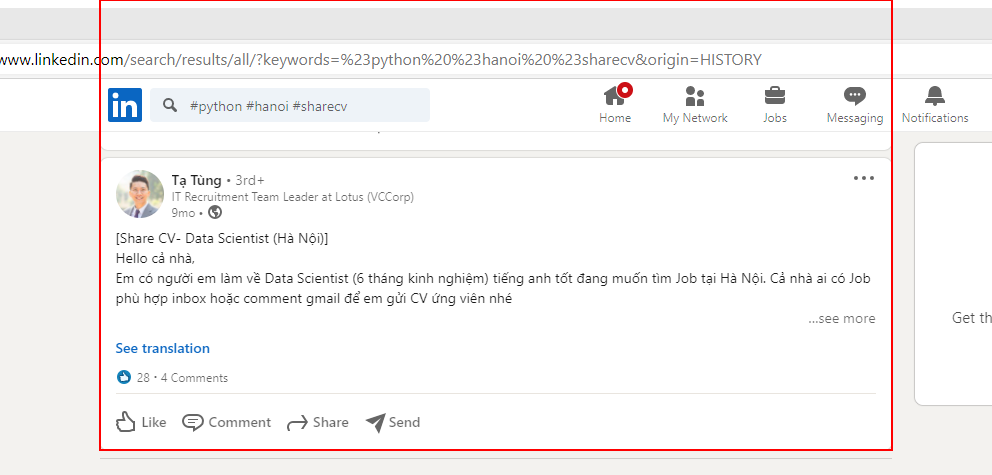 www.linkedin.com/search/results/all/?keywords=%23python%20%23hanoi%20%23sharecv&origin=HISTORY
in
#python #hanoi #sharecv
Home
My Network
Jobs
Messaging
Notifications
Tạ Tùng • 3rd+
IT Recruitment Team Leader at Lotus (VCCorp)
9mo •
[Share CV- Data Scientist (Hà Nội)]
Hello cả nhà,
Em có người em làm về Data Scientist (6 tháng kinh nghiệm) tiếng anh tốt đang muốn tìm Job tại Hà Nội. Cả nhà ai có Job
phù hợp inbox hoặc comment gmail để em gửi CV ứng viên nhé
...see more
Get th
See translation
28 • 4 Comments
Like
Comment
Share
Send